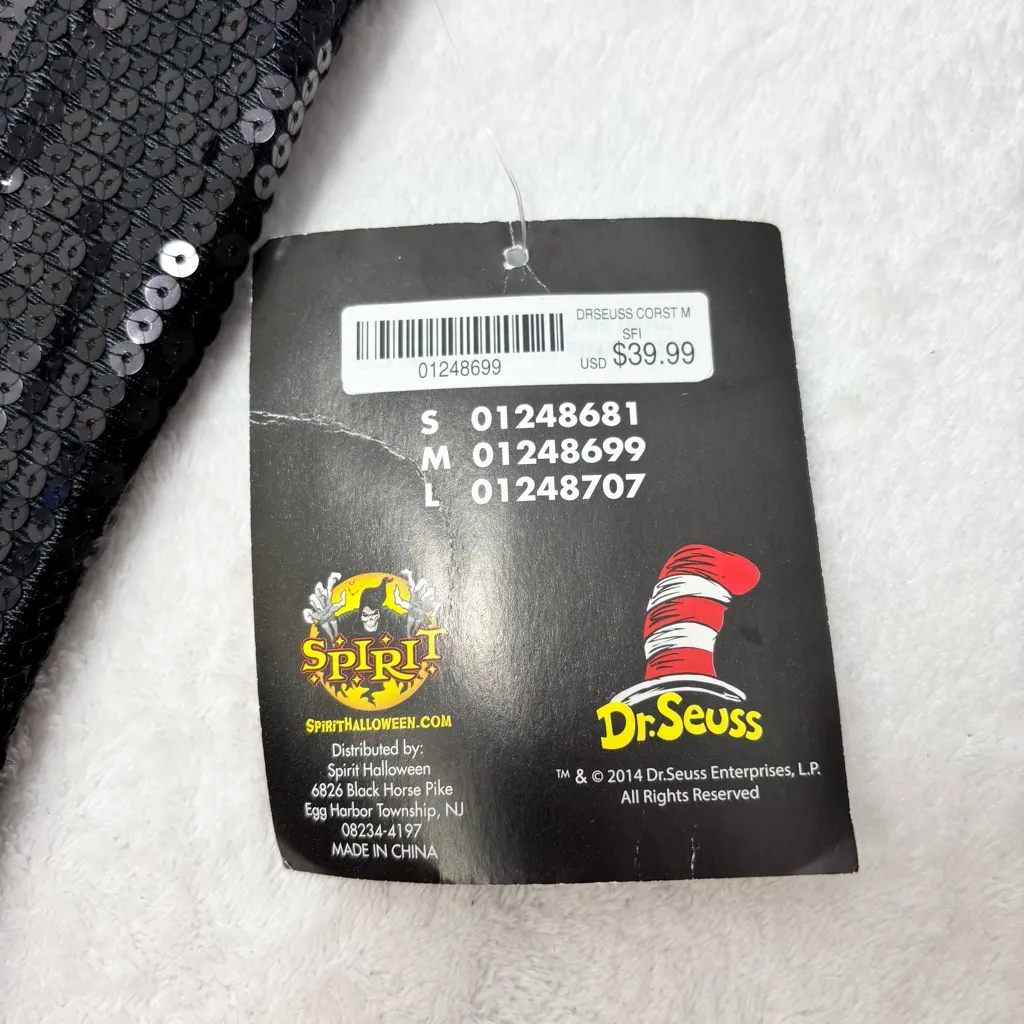 DRSEUSS CORST M
SFI
USD $39.99
01248699
S 01248681
M 01248699
L 01248707
SPIRIT
SPIRITHALLOWEEN.COM
Distributed by:
Spirit Halloween
6826 Black Horse Pike
Egg Harbor Township, NJ
08234-4197
MADE IN CHINA
Dr. Seuss
™ & © 2014 Dr.Seuss Enterprises, L.P.
All Rights Reserved